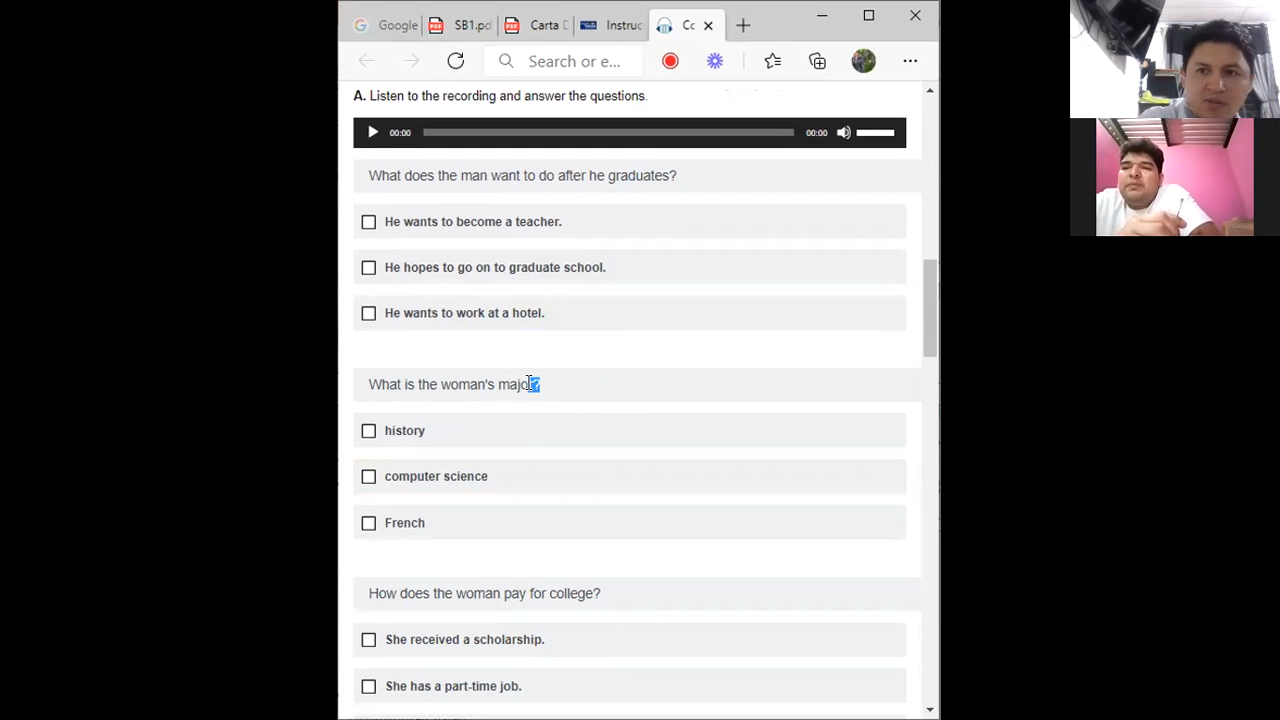 Google
SB1.pd
Carta D
Instruc
Cc
Search or e...
A. Listen to the recording and answer the questions.
00:00
00:00
What does the man want to do after he graduates?
He wants to become a teacher.
He hopes to go on to graduate school.
He wants to work at a hotel.
What is the woman's major?
history
computer science
French
How does the woman pay for college?
She received a scholarship.
She has a part-time job.